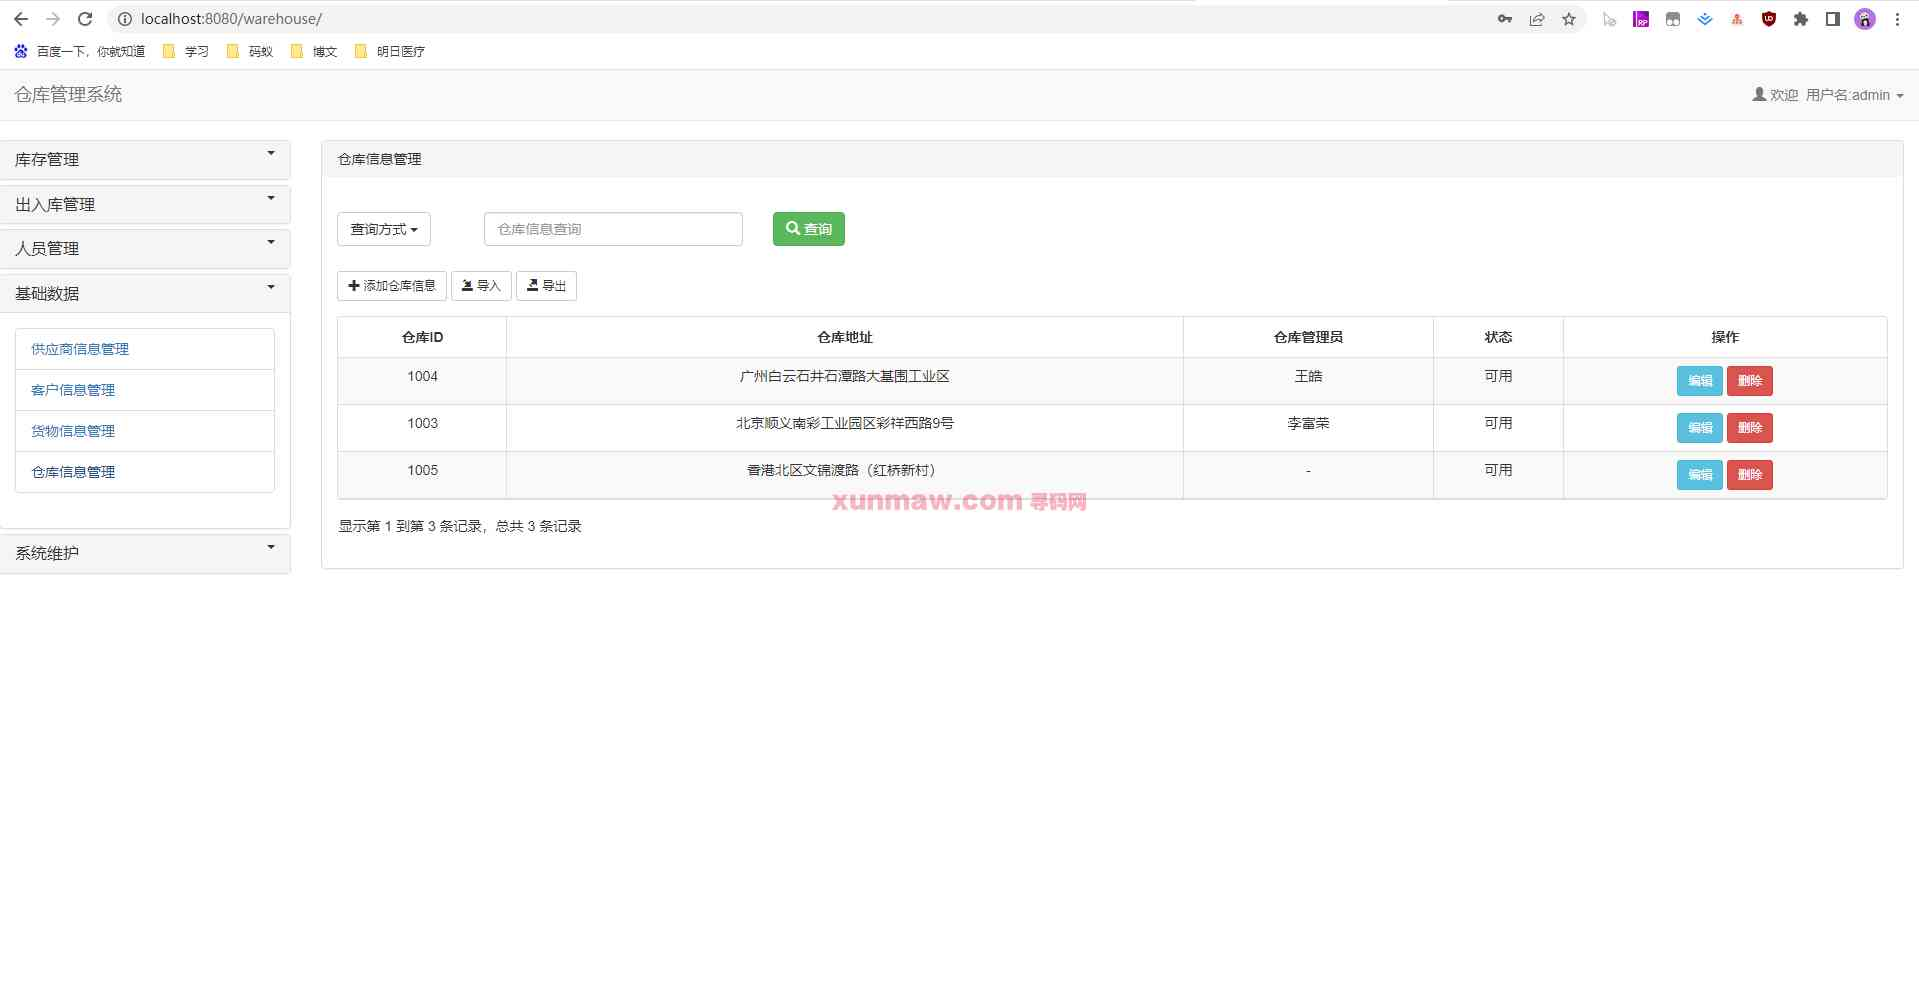 localhost:8080/warehouse/
百度一下，你就知道 学习 码蚁 博文 明日医疗
仓库管理系统 欢迎 用户名:admin
库存管理
出入库管理
人员管理
基础数据
供应商信息管理
客户信息管理
货物信息管理
仓库信息管理
系统维护
仓库信息管理
查询方式 仓库信息查询 查询
添加仓库信息 导入 导出
仓库ID 仓库地址 仓库管理员 状态 操作
1004 广州白云石井石潭路大基围工业区 王皓 可用 编辑 删除
1003 北京顺义南彩工业园区彩祥西路9号 李富荣 可用 编辑 删除
1005 香港北区文锦渡路（红桥新村） - 可用 编辑 删除
xunmaw.com 寻码网
显示第 1 到第 3 条记录，总共 3 条记录